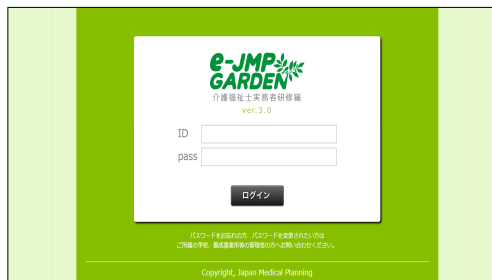 e-JMP
GARDEN
介護福祉士実務者研修編
ver.3.0
ID
pass
ログイン
パスワードをお忘れの方、パスワードを変更されたい方は
ご所属の学校、養成事業所等の管理者の方へお問い合わせください。
Copyright, Japan Medical Planning